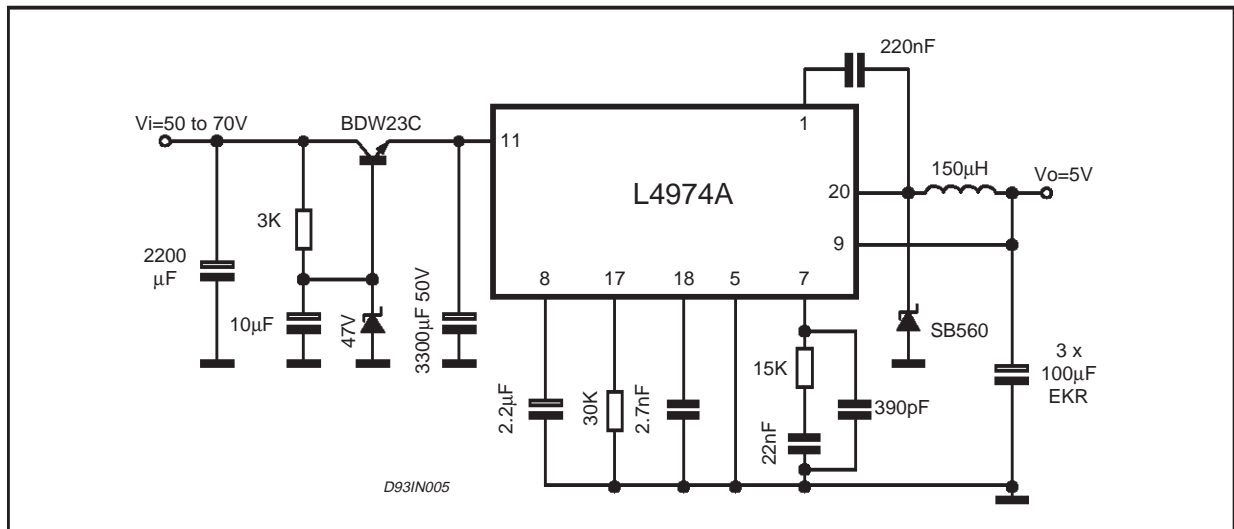 220nF
Vi=50 to 70V
BDW23C
1
11
L4974A
20
150μH
Vo=5V
9
3K
2200
μF
10μF
47V
3300μF 50V
8
17
18
5
7
SB560
3 x
100μF
EKR
15K
390pF
2.2μF
30K
2.7nF
22nF
D93IN005